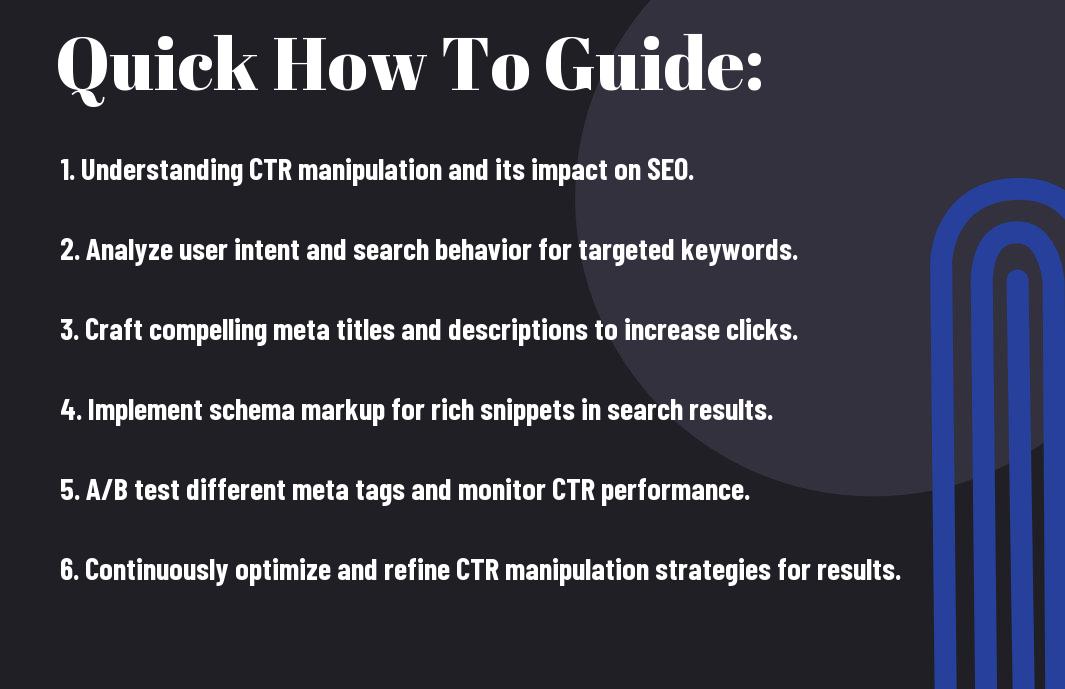 Quick How To Guide:
1. Understanding CTR manipulation and its impact on SEO.
2. Analyze user intent and search behavior for targeted keywords.
3. Craft compelling meta titles and descriptions to increase clicks.
4. Implement schema markup for rich snippets in search results.
5. A/B test different meta tags and monitor CTR performance.
6. Continuously optimize and refine CTR manipulation strategies for results.